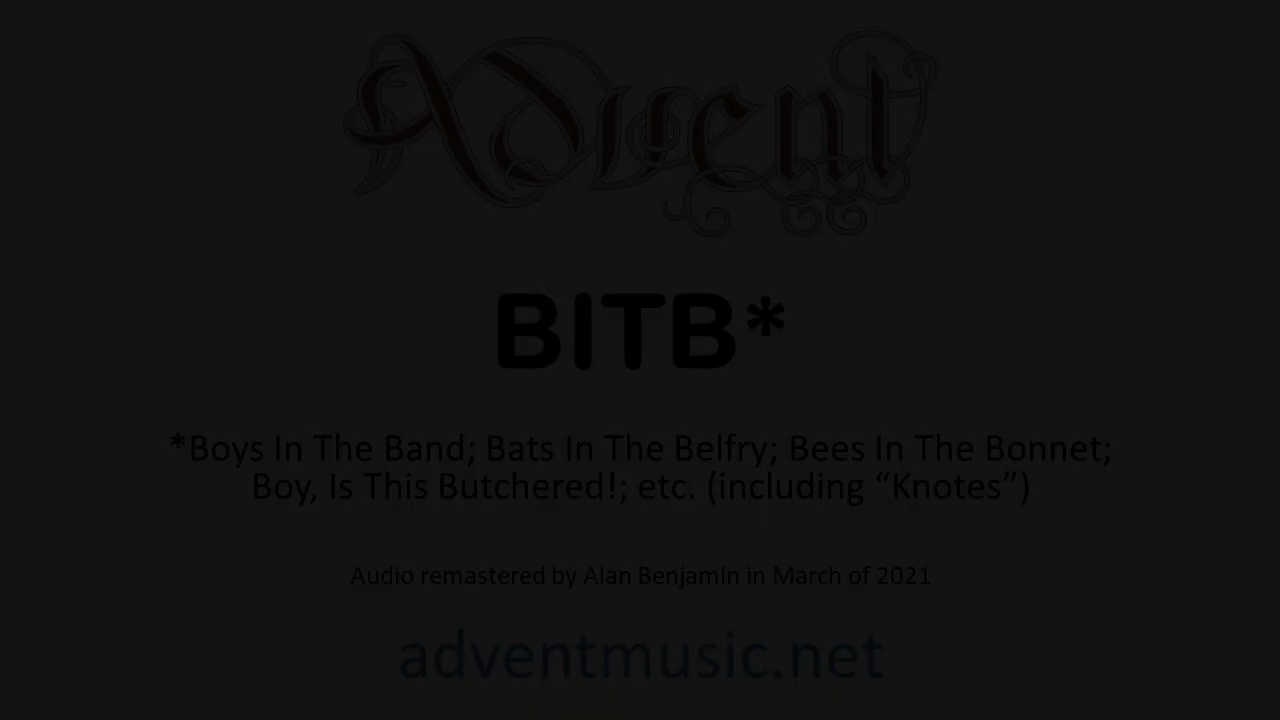 Advent
BITB*
*Boys In The Band; Bats In The Belfry; Bees In The Bonnet;
Boy, Is This Butchered!; etc. (including “Knotes”)
Audio remastered by Alan Benjamin in March of 2021
adventmusic.net